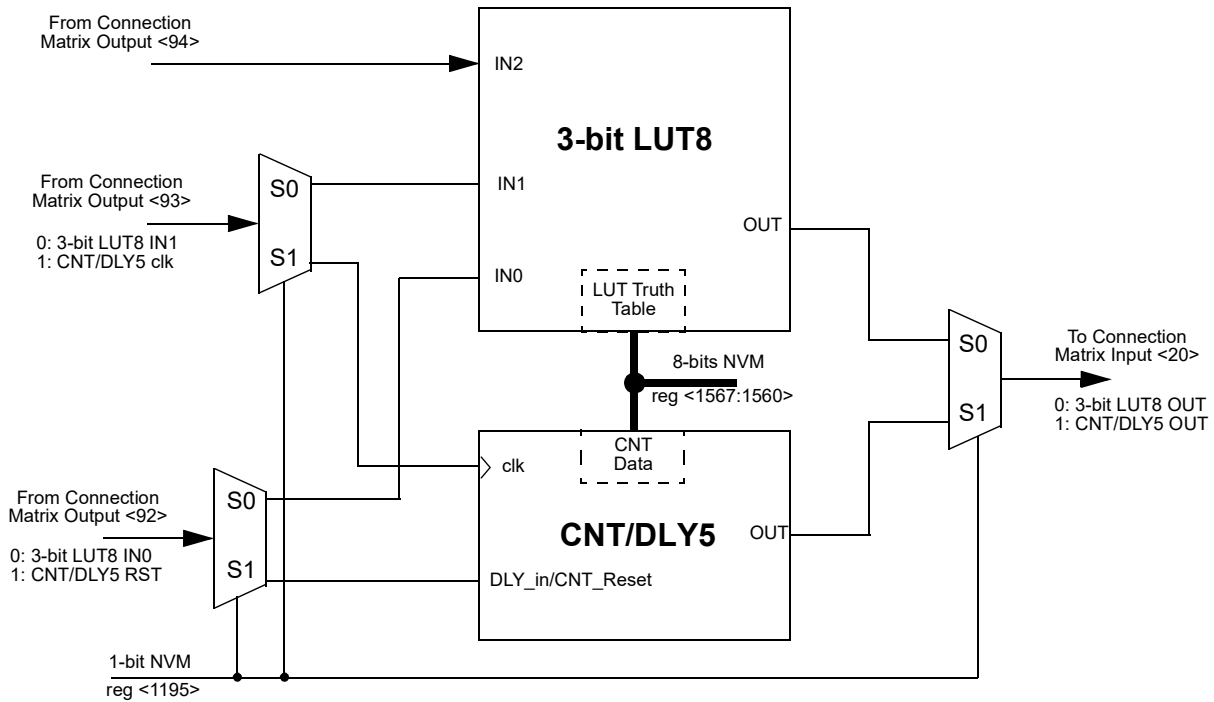 From Connection
Matrix Output <94>
IN2
3-bit LUT8
From Connection
Matrix Output <93>
0: 3-bit LUT8 IN1
1: CNT/DLY5 clk
S0
S1
IN1
IN0
OUT
LUT Truth
Table
8-bits NVM
reg <1567:1560>
S0
S1
To Connection
Matrix Input <20>
0: 3-bit LUT8 OUT
1: CNT/DLY5 OUT
From Connection
Matrix Output <92>
0: 3-bit LUT8 IN0
1: CNT/DLY5 RST
S0
S1
CNT
Data
clk
CNT/DLY5
OUT
DLY_in/CNT_Reset
1-bit NVM
reg <1195>